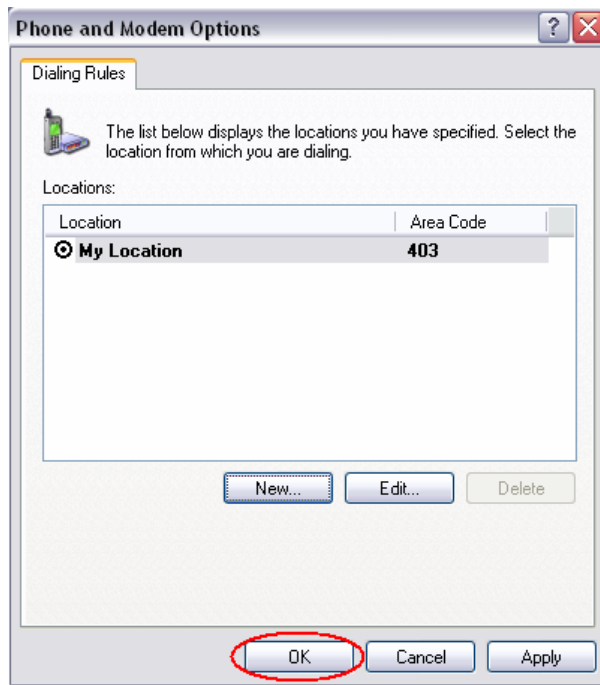 Phone and Modem Options
Dialing Rules
The list below displays the locations you have specified. Select the
location from which you are dialing.
Locations:
Location Area Code
My Location 403
New... Edit... Delete
OK Cancel Apply